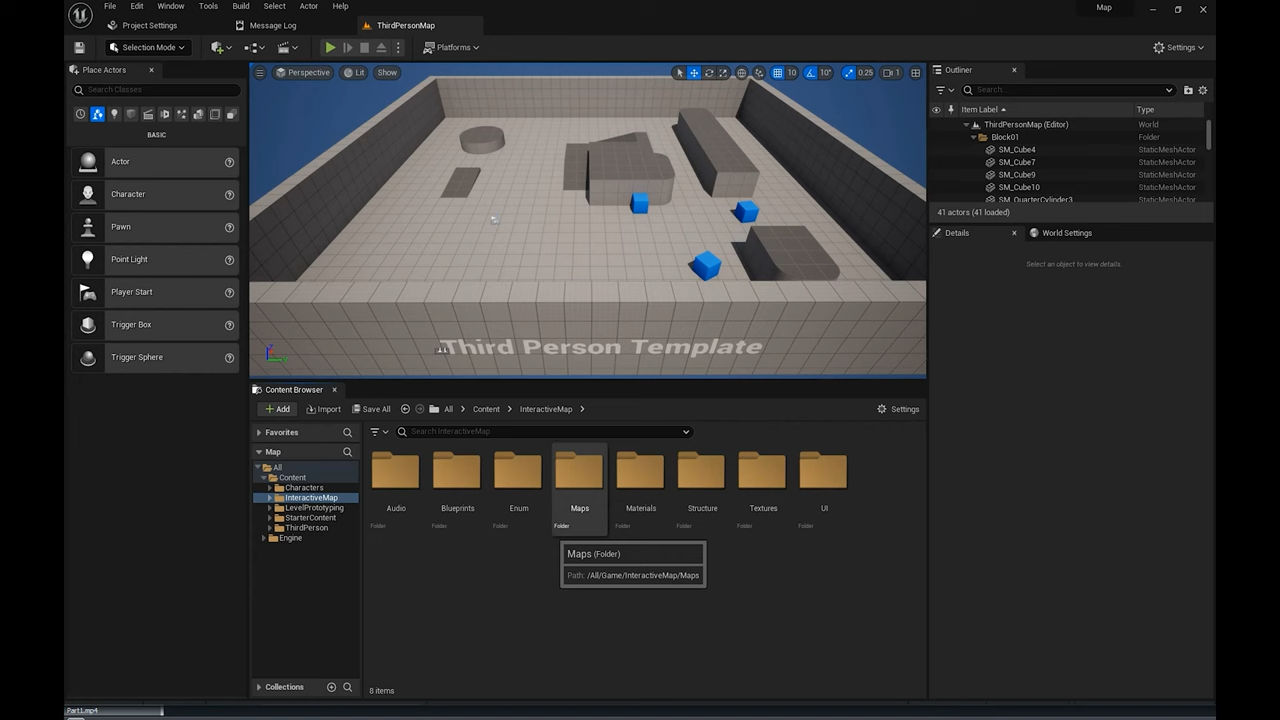 File Edit Window Tools Build Select Actor Help
Map
Project Settings
Message Log
ThirdPersonMap
Selection Mode
Platforms
Settings
Place Actors
Search Classes
BASIC
Actor
Character
Pawn
Point Light
Player Start
Trigger Box
Trigger Sphere
Perspective
Lit
Show
10
10°
0.25
1
Third Person Template
Outliner
Search...
Item Label
Type
ThirdPersonMap (Editor) World
Block01 Folder
SM_Cube4 StaticMeshActor
SM_Cube7 StaticMeshActor
SM_Cube9 StaticMeshActor
SM_Cube10 StaticMeshActor
SM_QuarterCylinder3 StaticMeshActor
41 actors (41 loaded)
Details
World Settings
Select an object to view details.
Content Browser
Add
Import
Save All
All
Content
InteractiveMap
Settings
Favorites
Map
All
Content
Characters
InteractiveMap
LevelPrototyping
StarterContent
ThirdPerson
Engine
Collections
Search InteractiveMap
Audio Blueprints Enum Maps Materials Structure Textures UI
Folder Folder Folder Folder Folder Folder Folder Folder
Maps (Folder)
Path: /All/Game/InteractiveMap/Maps
8 items
Part1.mp4